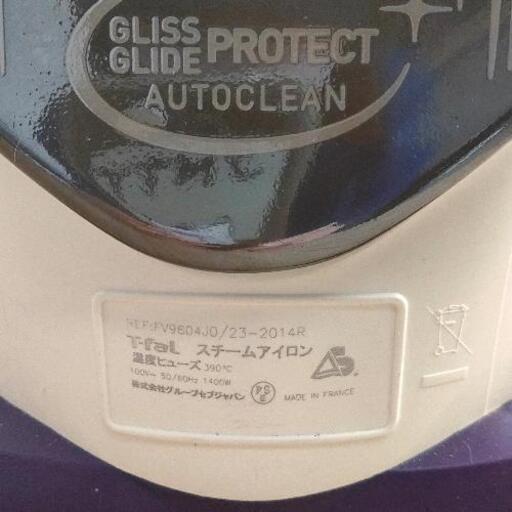 GLISS
GLIDE PROTECT
AUTOCLEAN
REF:FV9604J0/23-2014R
T-faL スチームアイロン
温度ヒューズ 390℃
100V~ 50/60Hz 1400W
株式会社グループセブジャパン
PS
E
MADE IN FRANCE